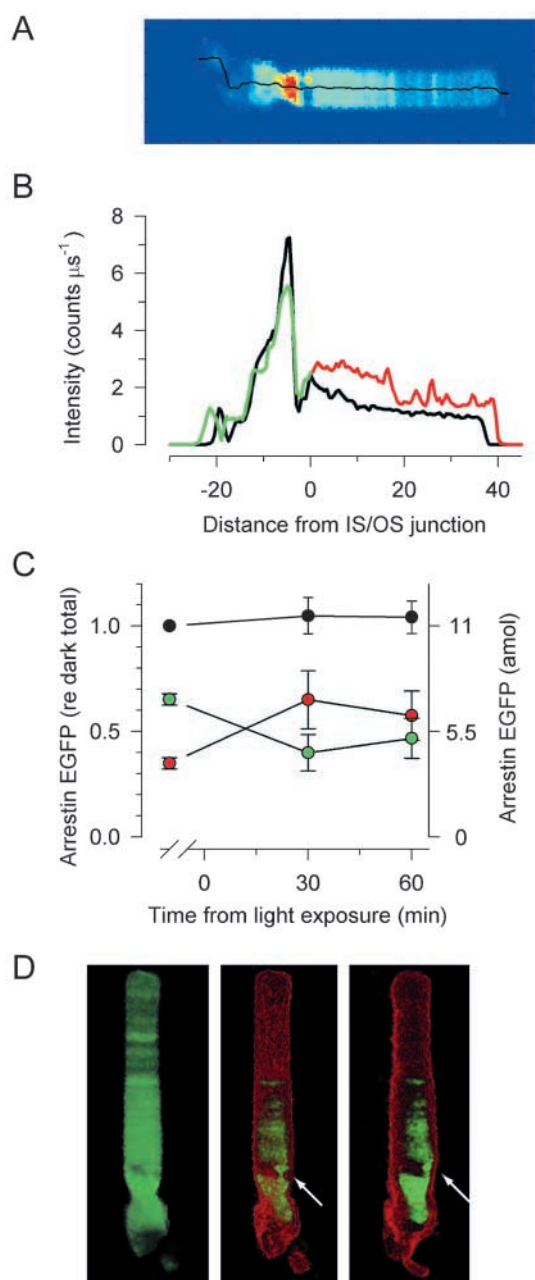 A
B
Intensity (counts μs⁻¹)
8
6
4
2
0
-20 0 20 40
Distance from IS/OS junction
C
Arrestin EGFP (re dark total)
1.0
0.5
0.0
11
5.5
0
Arrestin EGFP (amol)
0 30 60
Time from light exposure (min)
D